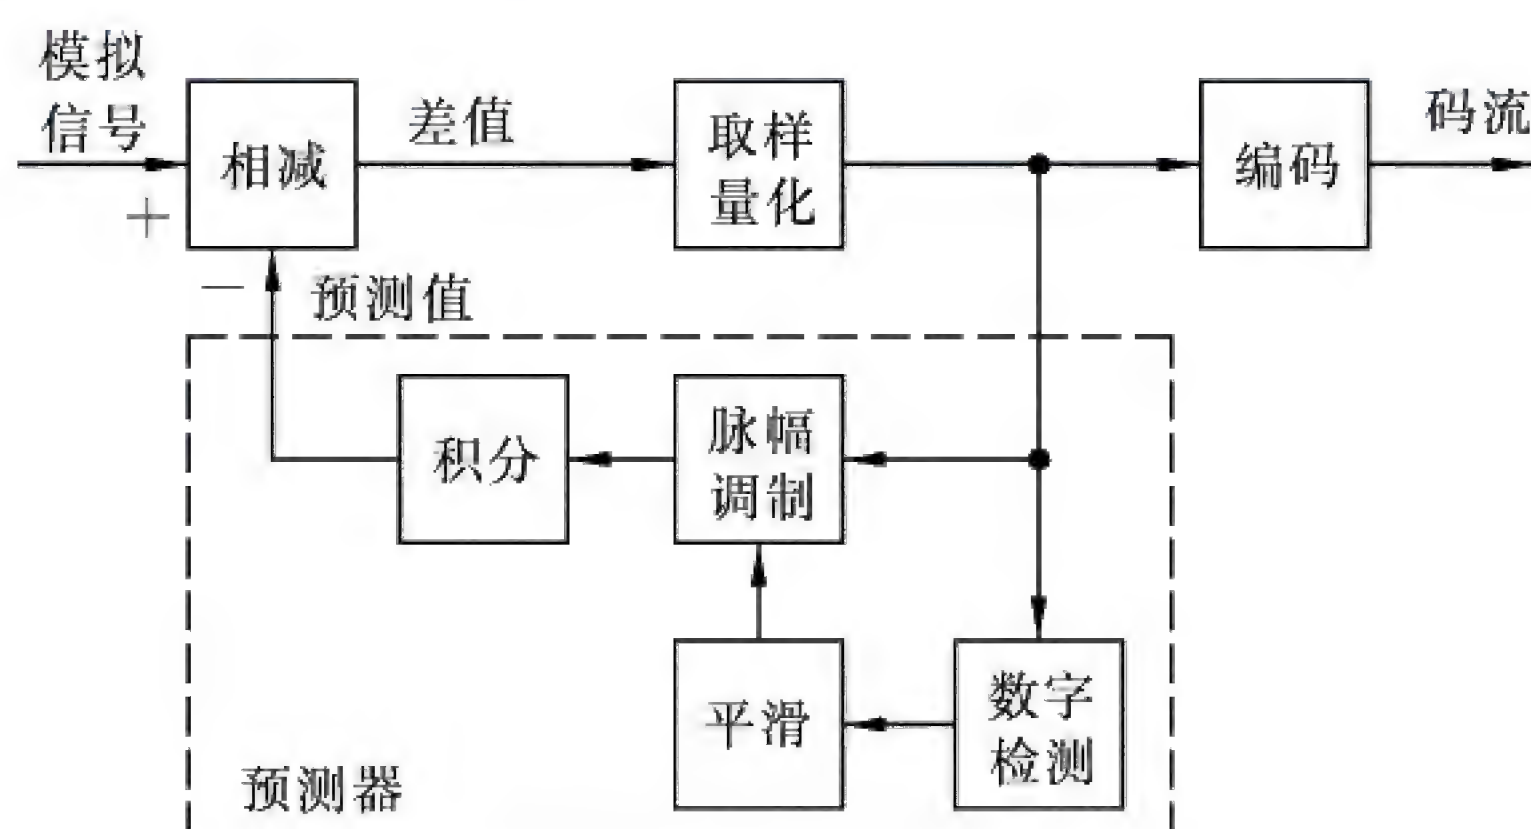 模拟
信号
+
相减
差值
取样
量化
编码
码流
−
预测值
积分
脉幅
调制
平滑
数字
检测
预测器